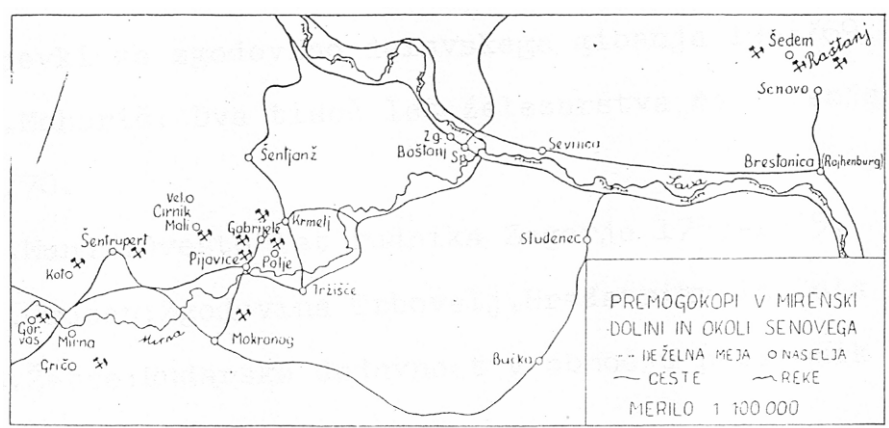 Šedem
Raštanj
Senovo
Zg.
Boštanj
Sp.
Sevnica
Brestanica (Rajhenburg)
Sava
Šentjanž
Vel.
Cirnik
Mali
Gabrijele
Krmelj
Studenec
Šentrupert
Pijavice
Polje
Koto
Tržišče
Gor.
vas
Mirna
Mirna
Mokronog
Gričo
Bučka
PREMOGOKOPI V MIRENSKI
DOLINI IN OKOLI SENOVEGA
DEŽELNA MEJA NASELJA
CESTE REKE
MERILO 1 100 000